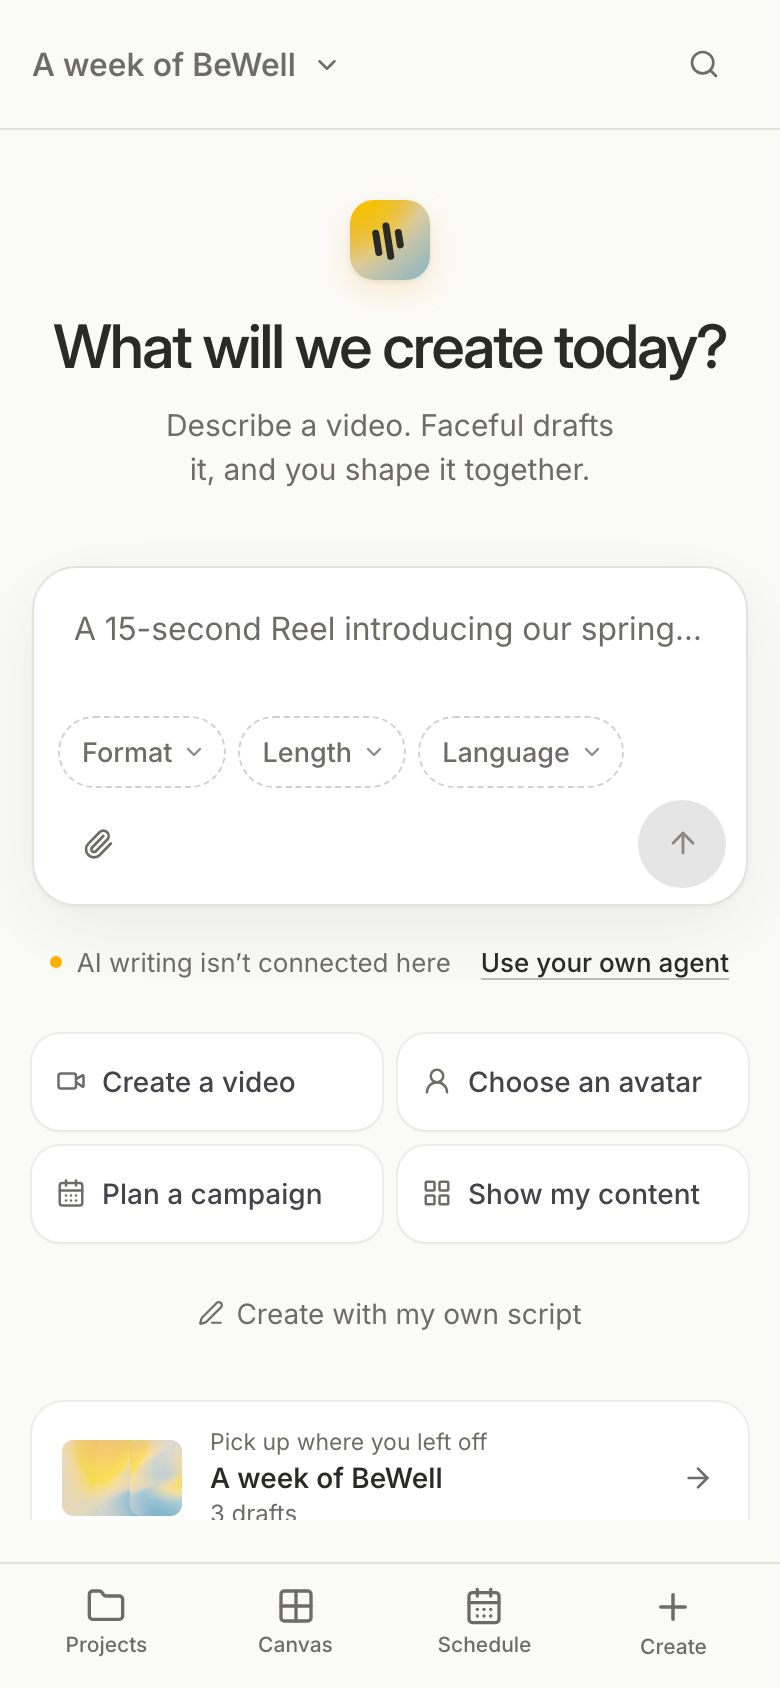 A week of BeWell
What will we create today?
Describe a video. Faceful drafts
it, and you shape it together.
A 15-second Reel introducing our spring...
Format
Length
Language
AI writing isn’t connected here
Use your own agent
Create a video
Choose an avatar
Plan a campaign
Show my content
Create with my own script
Pick up where you left off
A week of BeWell
3 drafts
Projects
Canvas
Schedule
Create